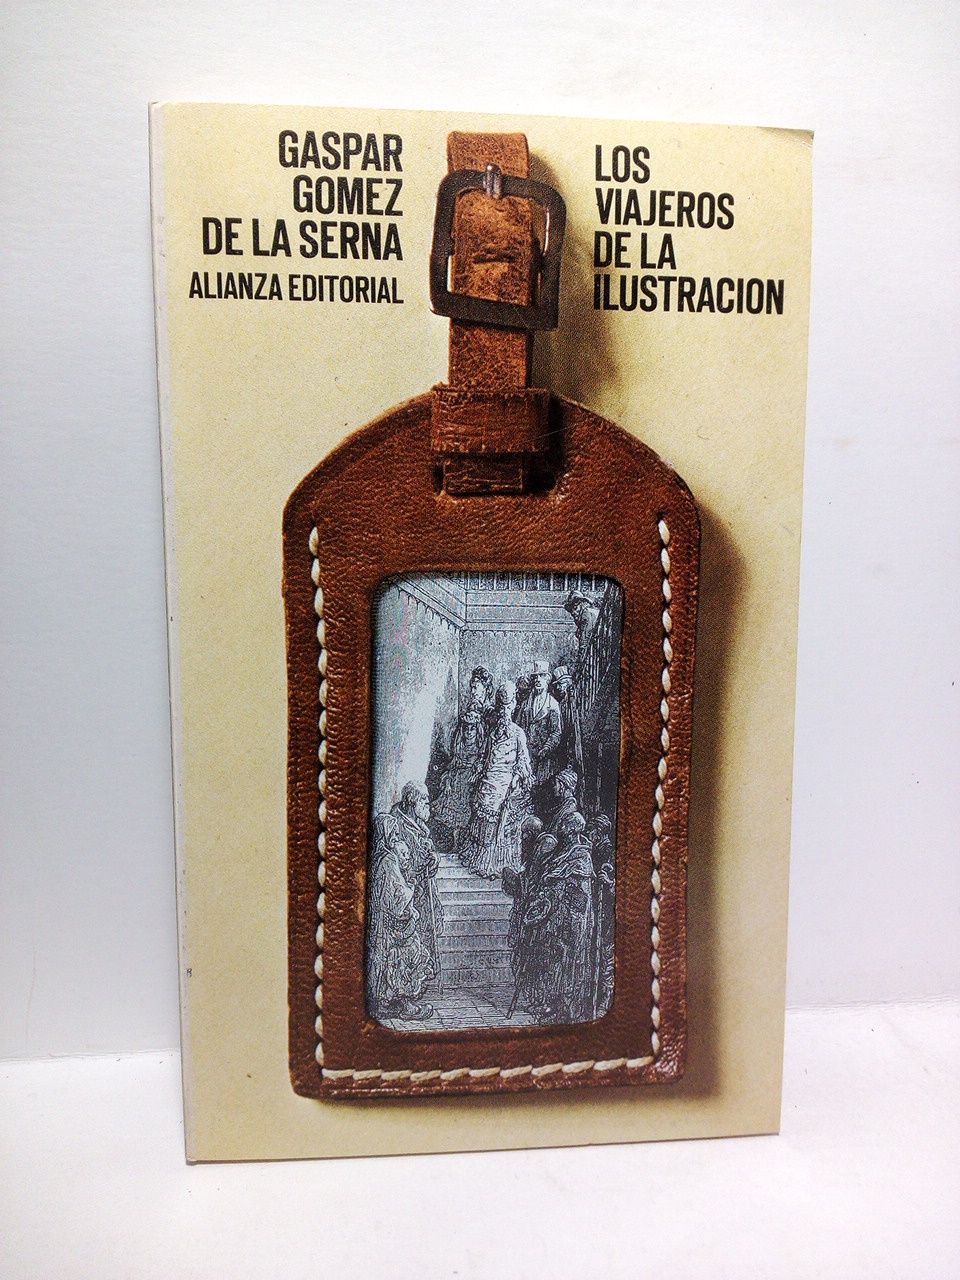 GASPAR
GOMEZ
DE LA SERNA
ALIANZA EDITORIAL
LOS
VIAJEROS
DE LA
ILUSTRACION